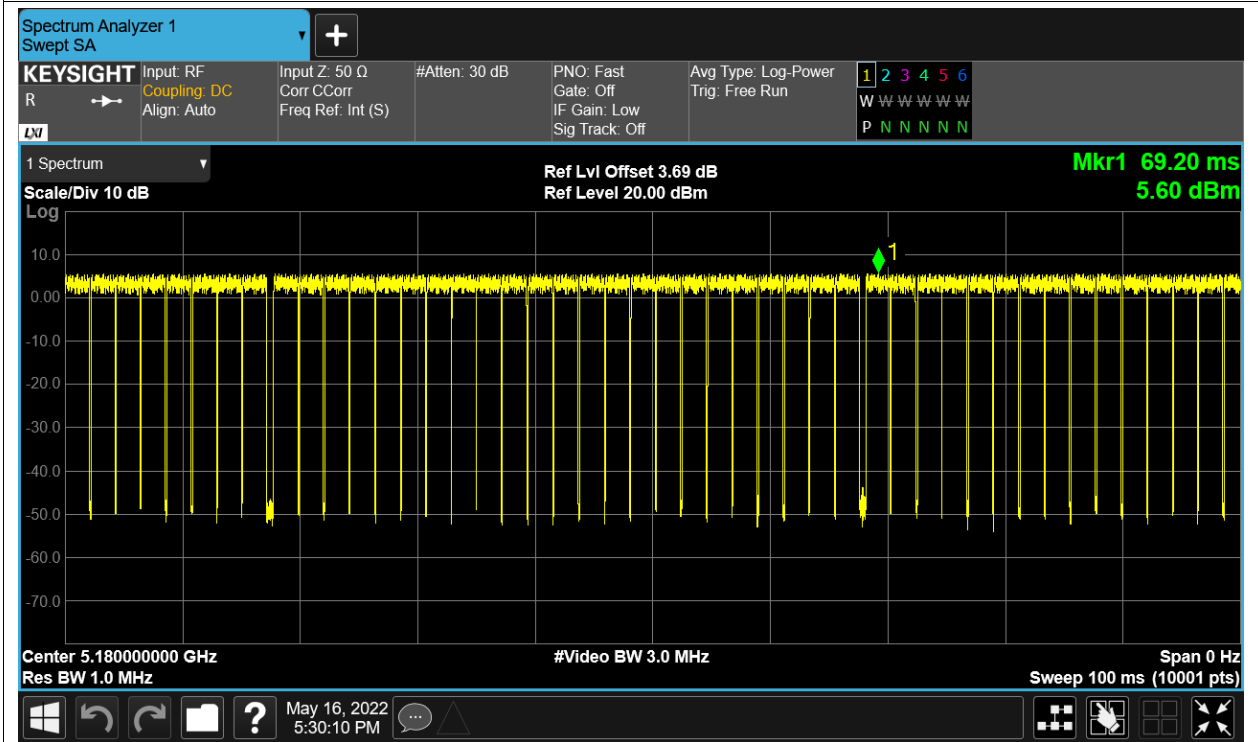 Spectrum Analyzer 1
Swept SA
+
KEYSIGHT
R
LXI
Input: RF
Coupling: DC
Align: Auto
Input Z: 50 Ω
Corr CCorr
Freq Ref: Int (S)
#Atten: 30 dB
PNO: Fast
Gate: Off
IF Gain: Low
Sig Track: Off
Avg Type: Log-Power
Trig: Free Run
1 2 3 4 5 6
W W W W W W
P N N N N N
1 Spectrum
Scale/Div 10 dB
Log
Ref Lvl Offset 3.69 dB
Ref Level 20.00 dBm
Mkr1 69.20 ms
5.60 dBm
1
10.0
0.00
-10.0
-20.0
-30.0
-40.0
-50.0
-60.0
-70.0
Center 5.180000000 GHz
Res BW 1.0 MHz
#Video BW 3.0 MHz
Span 0 Hz
Sweep 100 ms (10001 pts)
?
May 16, 2022
5:30:10 PM